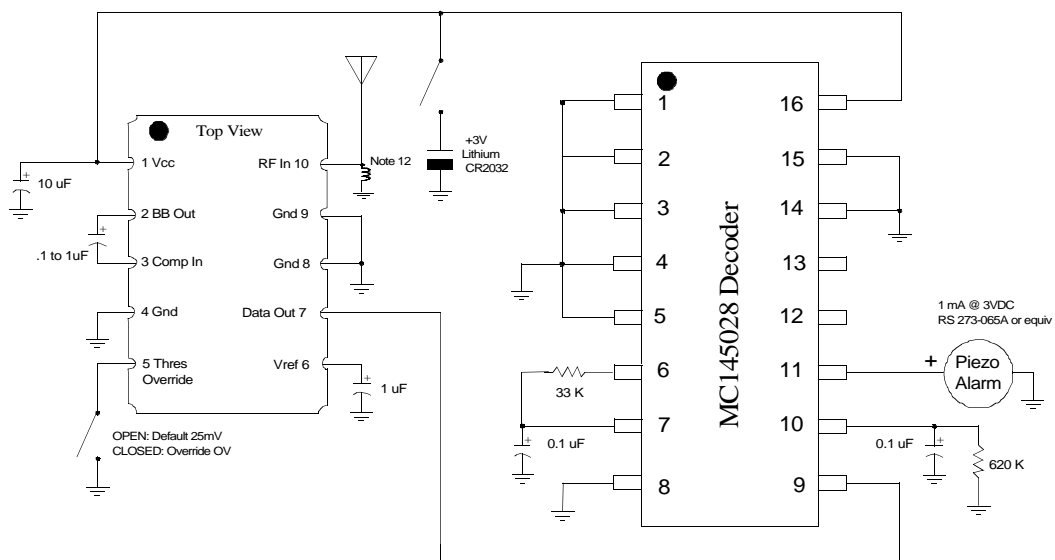 Top View
1 Vcc
RF In 10
Note 12
+3V
Lithium
CR2032
10 uF
2 BB Out
Gnd 9
.1 to 1uF
3 Comp In
Gnd 8
4 Gnd
Data Out 7
5 Thres
Override
Vref 6
1 uF
OPEN: Default 25mV
CLOSED: Override OV
MC145028 Decoder
1
2
3
4
5
6
7
8
16
15
14
13
12
11
10
9
33 K
0.1 uF
1 mA @ 3VDC
RS 273-065A or equiv
+
Piezo
Alarm
0.1 uF
620 K